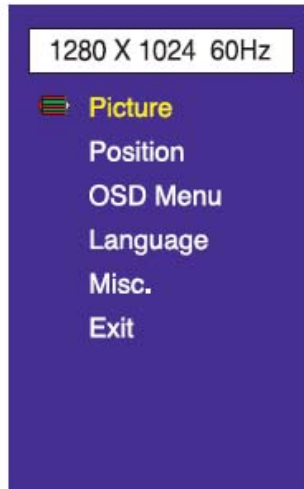 1280 X 1024 60Hz
Picture
Position
OSD Menu
Language
Misc.
Exit